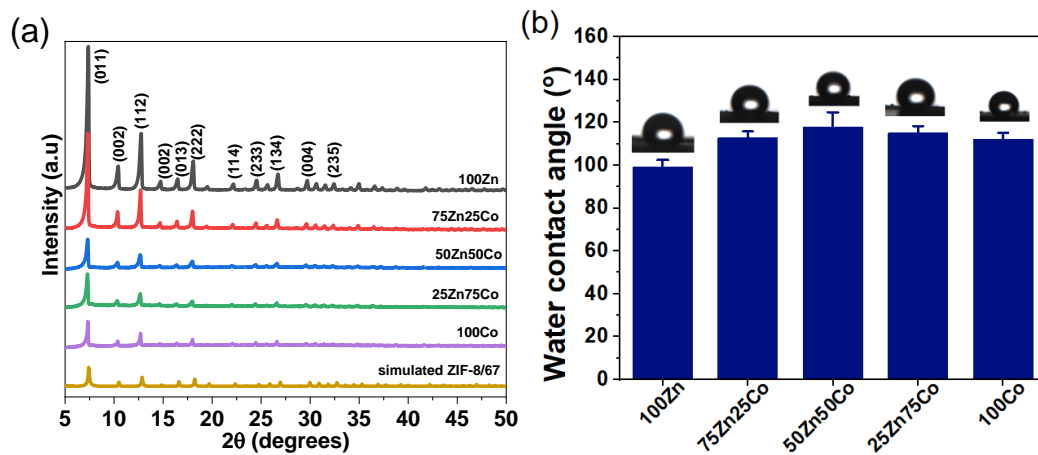 (a)
Intensity (a.u)
(011)
(002)
(112)
(002)
(013)
(222)
(114)
(233)
(134)
(004)
(235)
100Zn
75Zn25Co
50Zn50Co
25Zn75Co
100Co
simulated ZIF-8/67
5 10 15 20 25 30 35 40 45 50
2θ (degrees)
(b)
Water contact angle (°)
160
140
120
100
80
60
40
20
0
100Zn
75Zn25Co
50Zn50Co
25Zn75Co
100Co